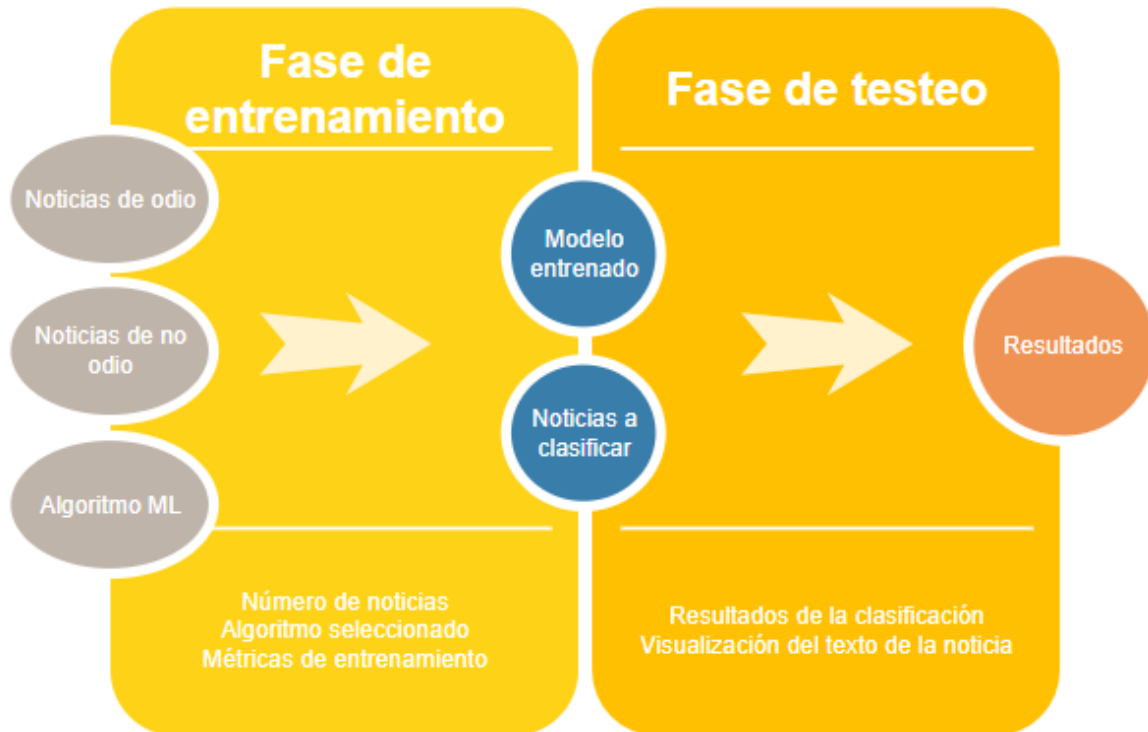 Fase de
entrenamiento
Fase de testeo
Noticias de odio
Noticias de no
odio
Algoritmo ML
Modelo
entrenado
Noticias a
clasificar
Resultados
Número de noticias
Algoritmo seleccionado
Métricas de entrenamiento
Resultados de la clasificación
Visualización del texto de la noticia